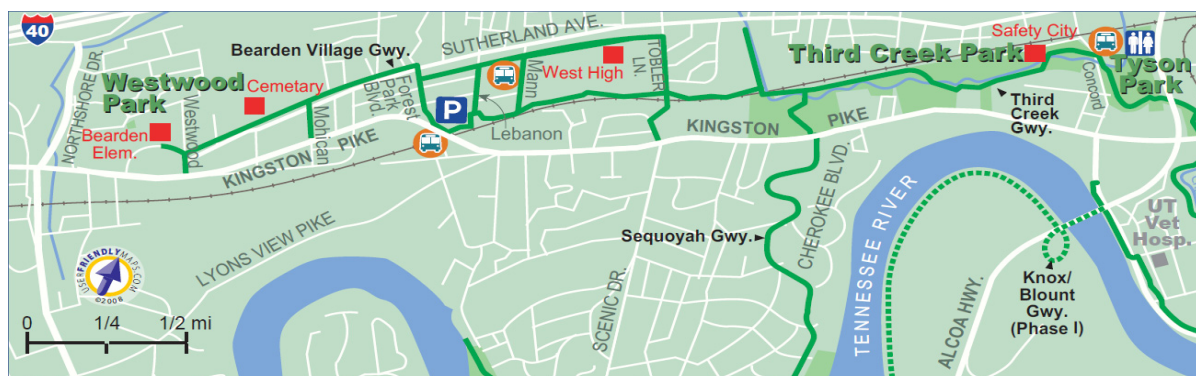 40
NORTHSHORE DR.
Bearden Village Gwy.
SUTHERLAND AVE.
Westwood
Park
Cemetary
Bearden
Elem.
Westwood
Mohican
Forest
Park
Blvd.
P
Mann
West High
TOBLER
LN.
Lebanon
Third Creek Park
Safety City
Tyson
Park
Concord
Third
Creek
Gwy.
KINGSTON PIKE
KINGSTON PIKE
LYONS VIEW PIKE
SCENIC DR.
Sequoyah Gwy.
CHEROKEE BLVD.
TENNESSEE RIVER
ALCOA HWY.
Knox/
Blount
Gwy.
(Phase I)
UT
Vet
Hosp.
USERFRIENDLYMAPS.COM
©2008
0 1/4 1/2 mi